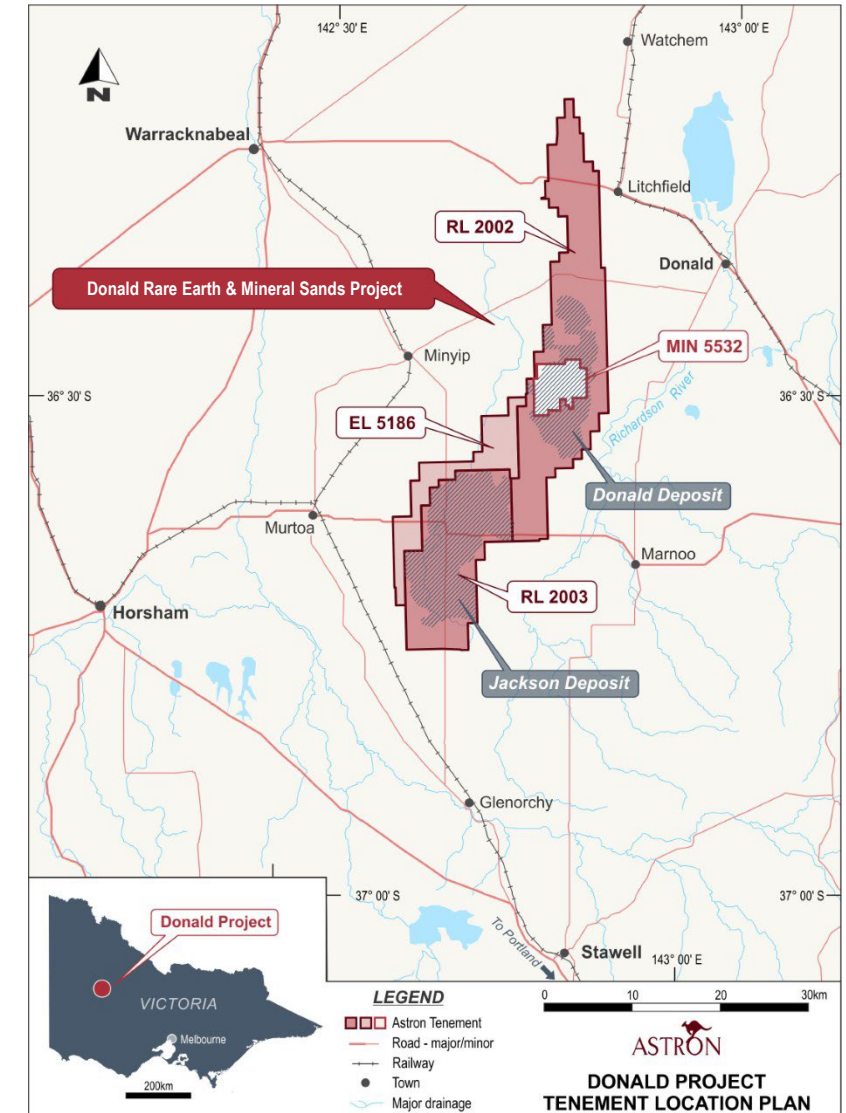 142° 30' E
143° 00' E
Watchem
N
Warracknabeal
Litchfield
RL 2002
Donald
Donald Rare Earth & Mineral Sands Project
MIN 5532
Minyip
36° 30' S
36° 30' S
EL 5186
Richardson River
Donald Deposit
Murtoa
Marnoo
RL 2003
Horsham
Jackson Deposit
Glenorchy
37° 00' S
37° 00' S
To Portland
Stawell
143° 00' E
Donald Project
VICTORIA
Melbourne
200km
LEGEND
Astron Tenement
Road - major/minor
Railway
Town
Major drainage
0 10 20 30km
ASTRON
DONALD PROJECT
TENEMENT LOCATION PLAN